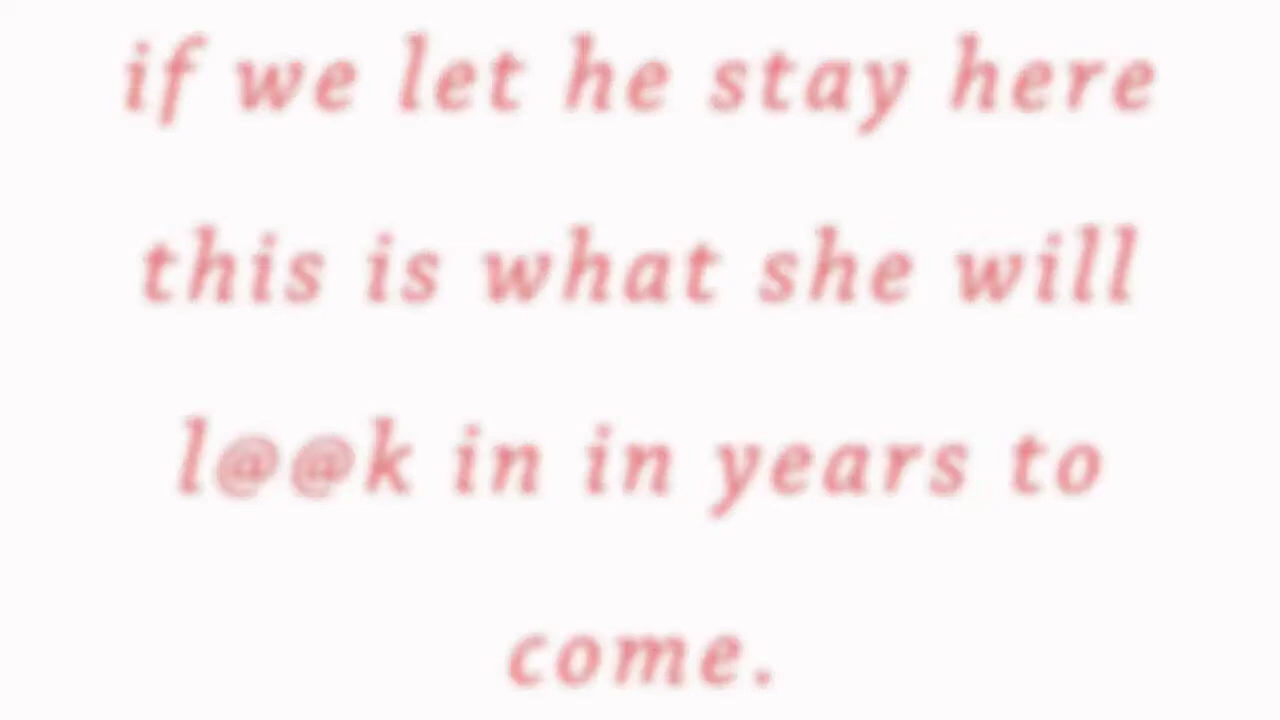 if we let he stay here
this is what she will
l@@k in in years to
come.